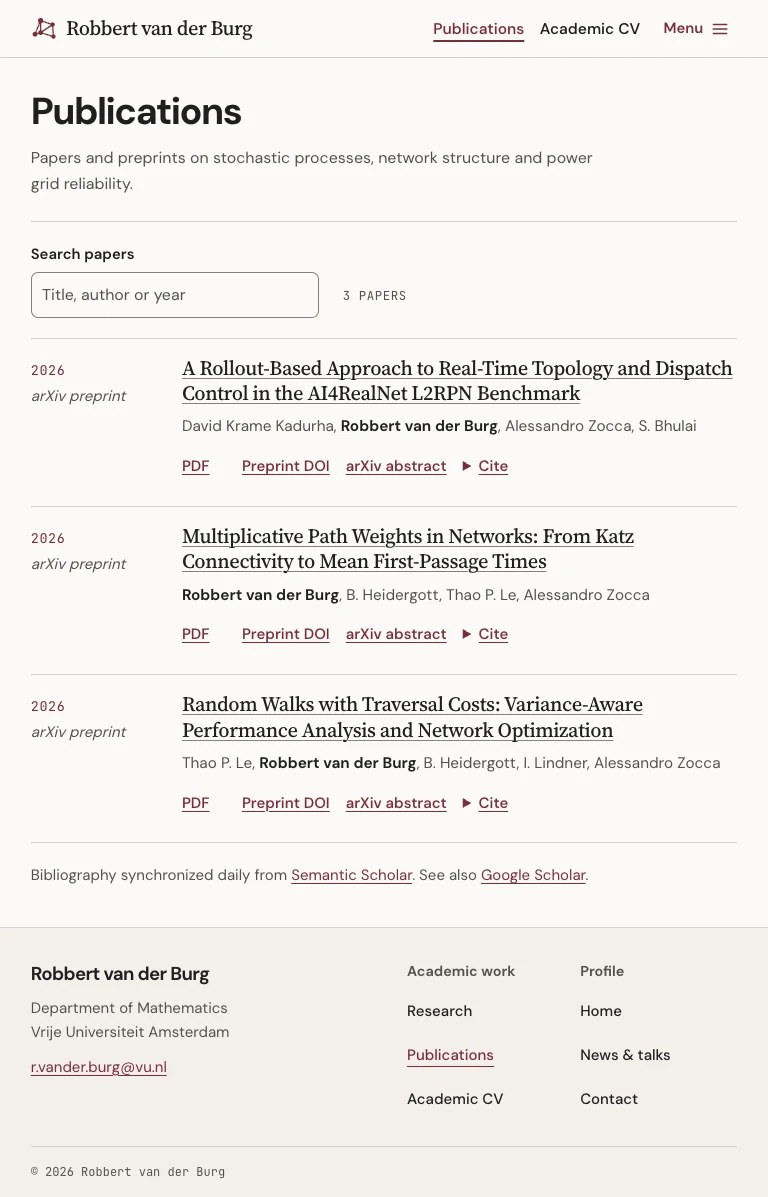 Robbert van der Burg
Publications Academic CV Menu
Publications
Papers and preprints on stochastic processes, network structure and power
grid reliability.
Search papers
Title, author or year
3 PAPERS
2026
arXiv preprint
A Rollout-Based Approach to Real-Time Topology and Dispatch
Control in the AI4RealNet L2RPN Benchmark
David Krame Kadurha, Robbert van der Burg, Alessandro Zocca, S. Bhulai
PDF Preprint DOI arXiv abstract Cite
2026
arXiv preprint
Multiplicative Path Weights in Networks: From Katz
Connectivity to Mean First-Passage Times
Robbert van der Burg, B. Heidergott, Thao P. Le, Alessandro Zocca
PDF Preprint DOI arXiv abstract Cite
2026
arXiv preprint
Random Walks with Traversal Costs: Variance-Aware
Performance Analysis and Network Optimization
Thao P. Le, Robbert van der Burg, B. Heidergott, I. Lindner, Alessandro Zocca
PDF Preprint DOI arXiv abstract Cite
Bibliography synchronized daily from Semantic Scholar. See also Google Scholar.
Robbert van der Burg
Department of Mathematics
Vrije Universiteit Amsterdam
r.vander.burg@vu.nl
Academic work
Research
Publications
Academic CV
Profile
Home
News & talks
Contact
© 2026 Robbert van der Burg